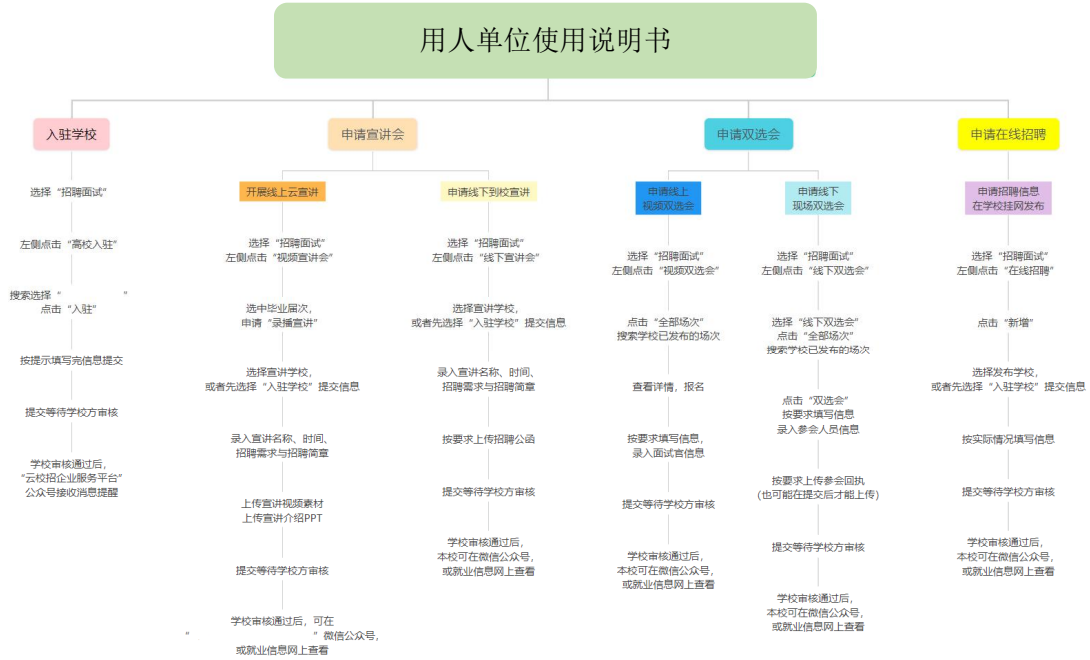 用人单位使用说明书
入驻学校
选择“招聘面试”
左侧点击“高校入驻”
搜索选择“ ”
点击“入驻”
按提示填写完信息提交
提交等待学校方审核
学校审核通过后，
“云校招企业服务平台”
公众号接收消息提醒
申请宣讲会
开展线上云宣讲
选择“招聘面试”
左侧点击“视频宣讲会”
选中毕业届次，
申请“录播宣讲”
选择宣讲学校，
或者先选择“入驻学校”提交信息
录入宣讲名称、时间、
招聘需求与招聘简章
上传宣讲视频素材
上传宣讲介绍PPT
提交等待学校方审核
学校审核通过后，可在
“ ”微信公众号，
或就业信息网上查看
申请线下到校宣讲
选择“招聘面试”
左侧点击“线下宣讲会”
选择宣讲学校，
或者先选择“入驻学校”提交信息
录入宣讲名称、时间、
招聘需求与招聘简章
按要求上传招聘公函
提交等待学校方审核
学校审核通过后，
本校可在微信公众号，
或就业信息网上查看
申请双选会
申请线上
视频双选会
选择“招聘面试”
左侧点击“视频双选会”
点击“全部场次”
搜索学校已发布的场次
查看详情，报名
按要求填写信息，
录入面试官信息
提交等待学校方审核
学校审核通过后，
本校可在微信公众号，
或就业信息网上查看
申请线下
现场双选会
选择“招聘面试”
左侧点击“线下双选会”
选择“线下双选会”
点击“全部场次”
搜索学校已发布的场次
点击“双选会”
按要求填写信息
录入参会人员信息
按要求上传参会回执
(也可能在提交后才能上传)
提交等待学校方审核
学校审核通过后，
本校可在微信公众号，
或就业信息网上查看
申请在线招聘
申请招聘信息
在学校挂网发布
选择“招聘面试”
左侧点击“在线招聘”
点击“新增”
选择发布学校，
或者先选择“入驻学校”提交信息
按实际情况填写信息
提交等待学校方审核
学校审核通过后，
本校可在微信公众号，
或就业信息网上查看